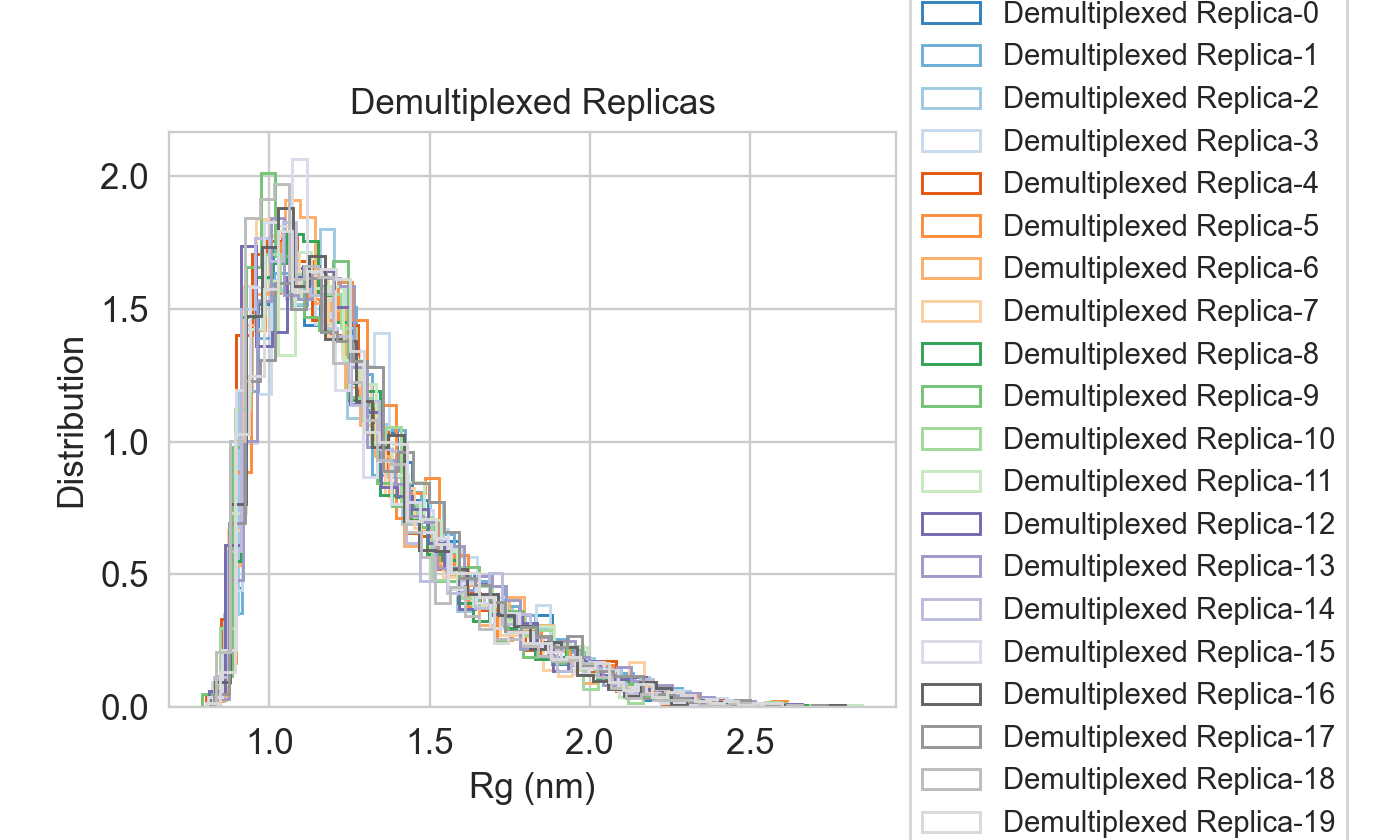 Demultiplexed Replicas
2.0
1.5
1.0
0.5
0.0
Distribution
1.0
1.5
2.0
2.5
Rg (nm)
Demultiplexed Replica-0
Demultiplexed Replica-1
Demultiplexed Replica-2
Demultiplexed Replica-3
Demultiplexed Replica-4
Demultiplexed Replica-5
Demultiplexed Replica-6
Demultiplexed Replica-7
Demultiplexed Replica-8
Demultiplexed Replica-9
Demultiplexed Replica-10
Demultiplexed Replica-11
Demultiplexed Replica-12
Demultiplexed Replica-13
Demultiplexed Replica-14
Demultiplexed Replica-15
Demultiplexed Replica-16
Demultiplexed Replica-17
Demultiplexed Replica-18
Demultiplexed Replica-19